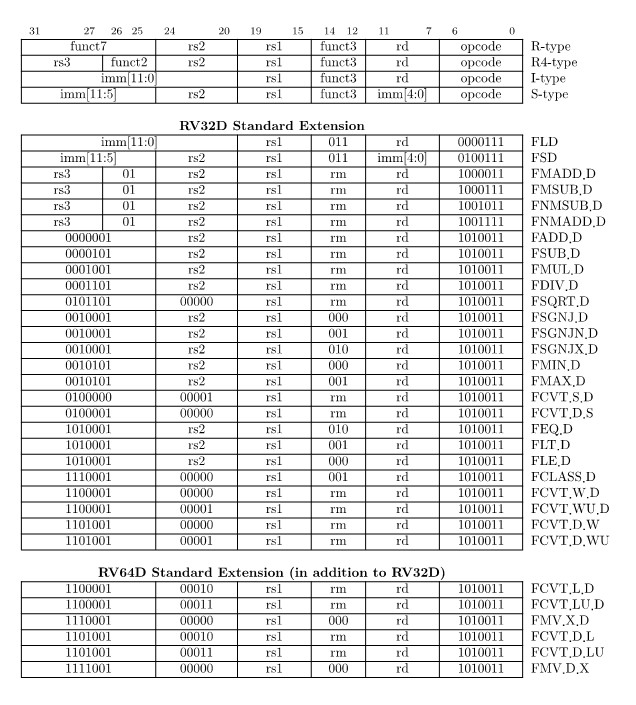 31 27 26 25 24 20 19 15 14 12 11 7 6 0
funct7 rs2 rs1 funct3 rd opcode R-type
rs3 funct2 rs2 rs1 funct3 rd opcode R4-type
imm[11:0] rs1 funct3 rd opcode I-type
imm[11:5] rs2 rs1 funct3 imm[4:0] opcode S-type
RV32D Standard Extension
imm[11:0] rs1 011 rd 0000111 FLD
imm[11:5] rs2 rs1 011 imm[4:0] 0100111 FSD
rs3 01 rs2 rs1 rm rd 1000011 FMADD.D
rs3 01 rs2 rs1 rm rd 1000111 FMSUB.D
rs3 01 rs2 rs1 rm rd 1001011 FNMSUB.D
rs3 01 rs2 rs1 rm rd 1001111 FNMADD.D
0000001 rs2 rs1 rm rd 1010011 FADD.D
0000101 rs2 rs1 rm rd 1010011 FSUB.D
0001001 rs2 rs1 rm rd 1010011 FMUL.D
0001101 rs2 rs1 rm rd 1010011 FDIV.D
0101101 00000 rs1 rm rd 1010011 FSQRT.D
0010001 rs2 rs1 000 rd 1010011 FSGNJ.D
0010001 rs2 rs1 001 rd 1010011 FSGNJN.D
0010001 rs2 rs1 010 rd 1010011 FSGNJX.D
0010101 rs2 rs1 000 rd 1010011 FMIN.D
0010101 rs2 rs1 001 rd 1010011 FMAX.D
0100000 00001 rs1 rm rd 1010011 FCVT.S.D
0100001 00000 rs1 rm rd 1010011 FCVT.D.S
1010001 rs2 rs1 010 rd 1010011 FEQ.D
1010001 rs2 rs1 001 rd 1010011 FLT.D
1010001 rs2 rs1 000 rd 1010011 FLE.D
1110001 00000 rs1 001 rd 1010011 FCLASS.D
1100001 00000 rs1 rm rd 1010011 FCVT.W.D
1100001 00001 rs1 rm rd 1010011 FCVT.WU.D
1101001 00000 rs1 rm rd 1010011 FCVT.D.W
1101001 00001 rs1 rm rd 1010011 FCVT.D.WU
RV64D Standard Extension (in addition to RV32D)
1100001 00010 rs1 rm rd 1010011 FCVT.L.D
1100001 00011 rs1 rm rd 1010011 FCVT.LU.D
1110001 00000 rs1 000 rd 1010011 FMV.X.D
1101001 00010 rs1 rm rd 1010011 FCVT.D.L
1101001 00011 rs1 rm rd 1010011 FCVT.D.LU
1111001 00000 rs1 000 rd 1010011 FMV.D.X